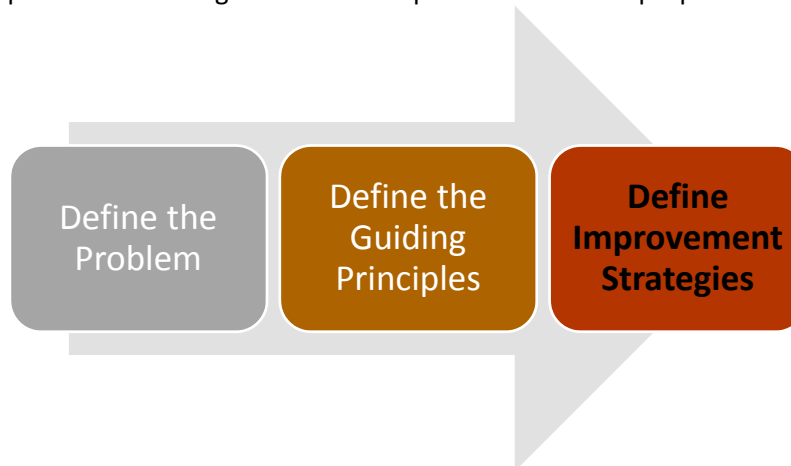 Define the
Problem
Define the
Guiding
Principles
Define
Improvement
Strategies